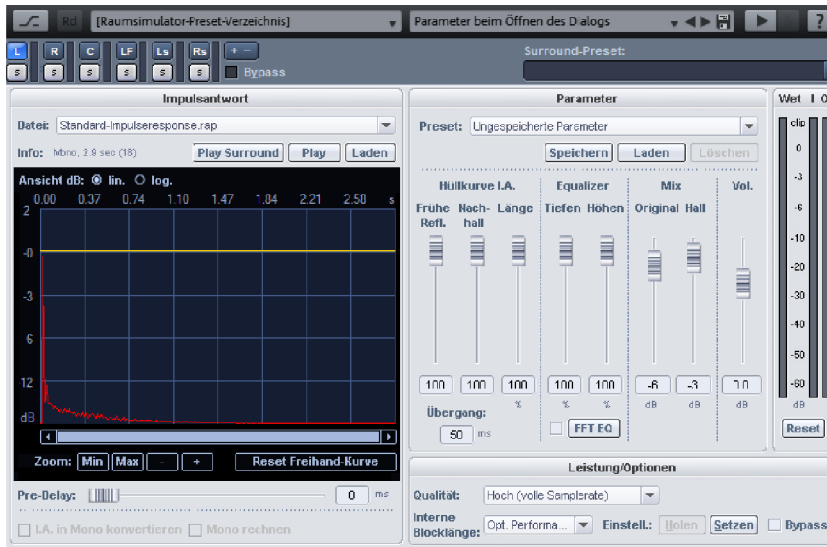 Rd [Raumsimulator-Preset-Verzeichnis] Parameter beim Öffnen des Dialogs ?
L R C LF Ls Rs + - Surround-Preset:
s s s s s s Bypass
Impulsantwort
Datei: Standard-Impulseresponse.rap
Info: Mono, 2.9 sec (16) Play Surround Play Laden
Ansicht dB: lin. log.
0.00 0.37 0.74 1.10 1.47 1.84 2.21 2.58 s
2
-0
-3
6
12
dB
Zoom: Min Max - + Reset Freihand-Kurve
Pre-Delay: 0 ms
I.A. in Mono konvertieren Mono rechnen
Parameter
Preset: Ungespeicherte Parameter
Speichern Laden Löschen
Hüllkurve I.A. Equalizer Mix Vol.
Frühe Refl. Nach-hall Länge Tiefen Höhen Original Hall
100 100 100 100 100 -6 -3
% % % dB dB dB
Übergang:
50 ms FFT EQ
Leistung/Optionen
Qualität: Hoch (volle Samplerate)
Interne Blocklänge: Opt. Performa... Einstell.: Holen Setzen Bypass
Wet I O
clip
0
-3
-6
-10
-20
-30
-40
-50
-60
dB
Reset